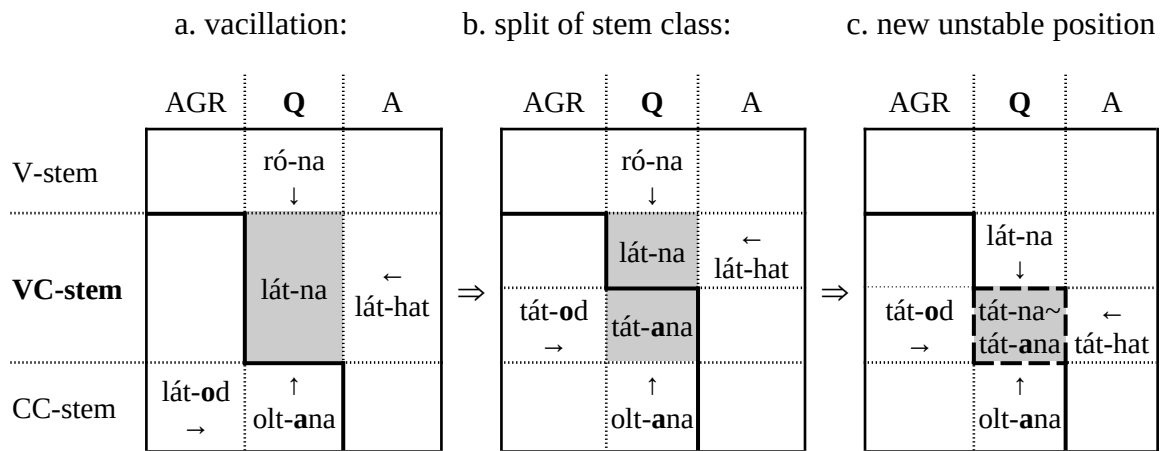 a. vacillation: b. split of stem class: c. new unstable position
AGR Q A AGR Q A AGR Q A
V-stem ró-na ró-na
↓ ↓
lát-na ← lát-na
VC-stem lát-na ← lát-hat ↓
lát-hat ⇒ ⇒
tát-od tát-ana tát-od tát-na~ ←
→ → tát-ana tát-hat
lát-od ↑ ↑ ↑
CC-stem → olt-ana olt-ana olt-ana